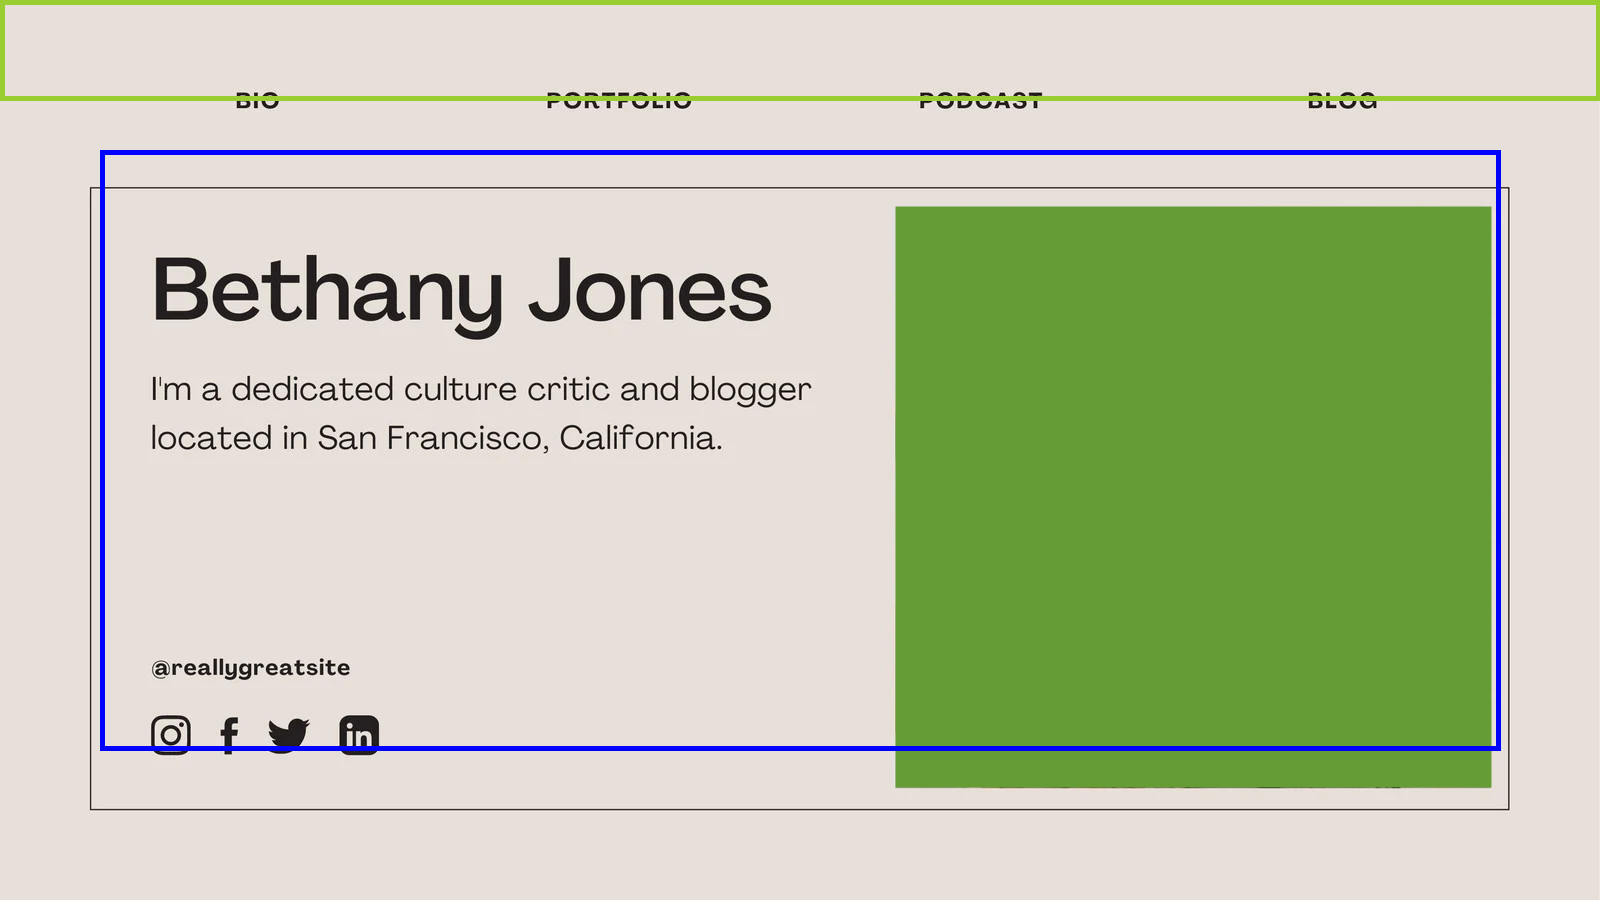 BIO
PORTFOLIO
PODCAST
BLOG
Bethany Jones
I'm a dedicated culture critic and blogger
located in San Francisco, California.
@reallygreatsite